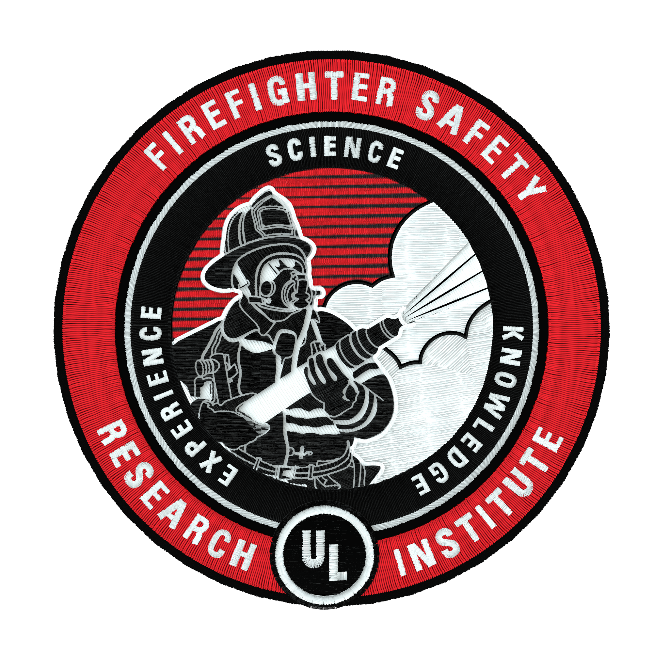 FIREFIGHTER SAFETY
SCIENCE
EXPERIENCE
KNOWLEDGE
RESEARCH
INSTITUTE
UL